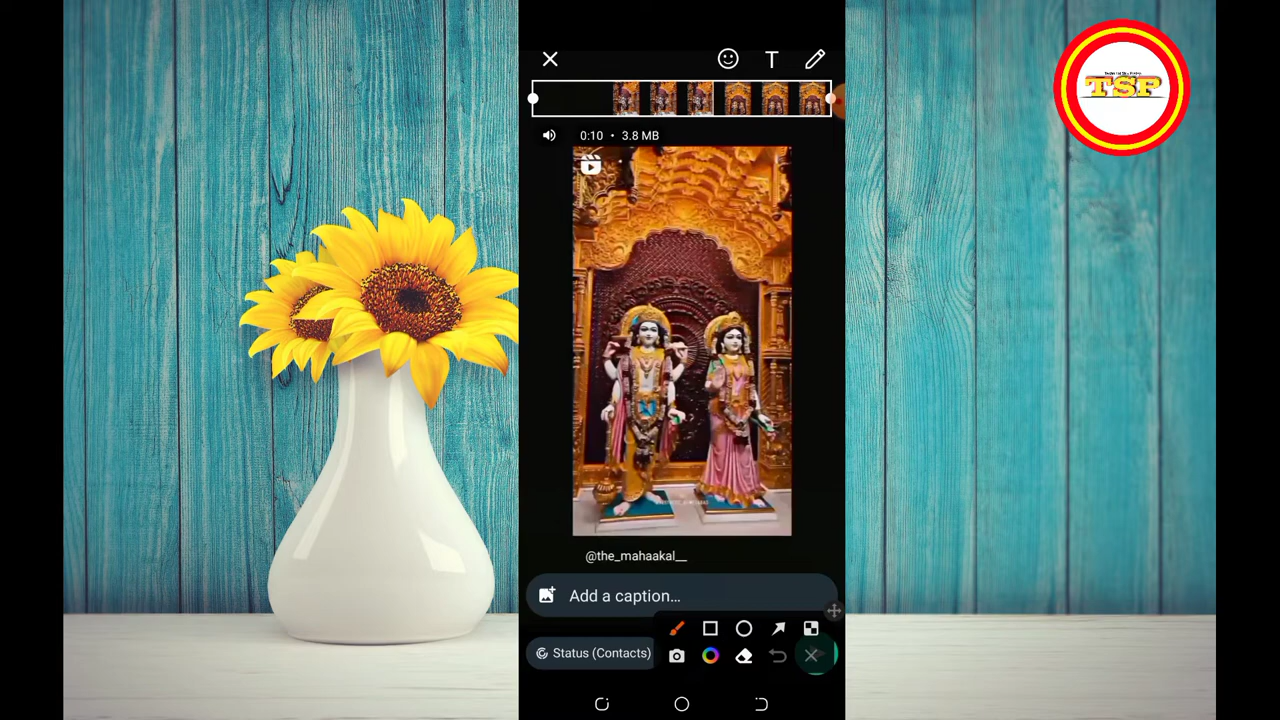 T
0:10 • 3.8 MB
TSP
@the_mahaakal__
Add a caption...
Status (Contacts)